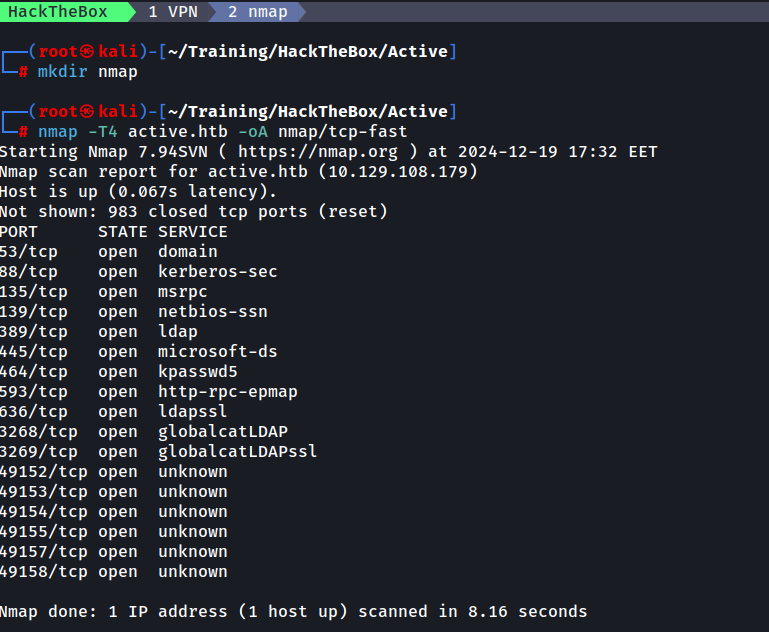 HackTheBox 1 VPN 2 nmap
(root㉿kali)-[~/Training/HackTheBox/Active]
# mkdir nmap
(root㉿kali)-[~/Training/HackTheBox/Active]
# nmap -T4 active.htb -oA nmap/tcp-fast
Starting Nmap 7.94SVN ( https://nmap.org ) at 2024-12-19 17:32 EET
Nmap scan report for active.htb (10.129.108.179)
Host is up (0.067s latency).
Not shown: 983 closed tcp ports (reset)
PORT STATE SERVICE
53/tcp open domain
88/tcp open kerberos-sec
135/tcp open msrpc
139/tcp open netbios-ssn
389/tcp open ldap
445/tcp open microsoft-ds
464/tcp open kpasswd5
593/tcp open http-rpc-epmap
636/tcp open ldapssl
3268/tcp open globalcatLDAP
3269/tcp open globalcatLDAPssl
49152/tcp open unknown
49153/tcp open unknown
49154/tcp open unknown
49155/tcp open unknown
49157/tcp open unknown
49158/tcp open unknown
Nmap done: 1 IP address (1 host up) scanned in 8.16 seconds